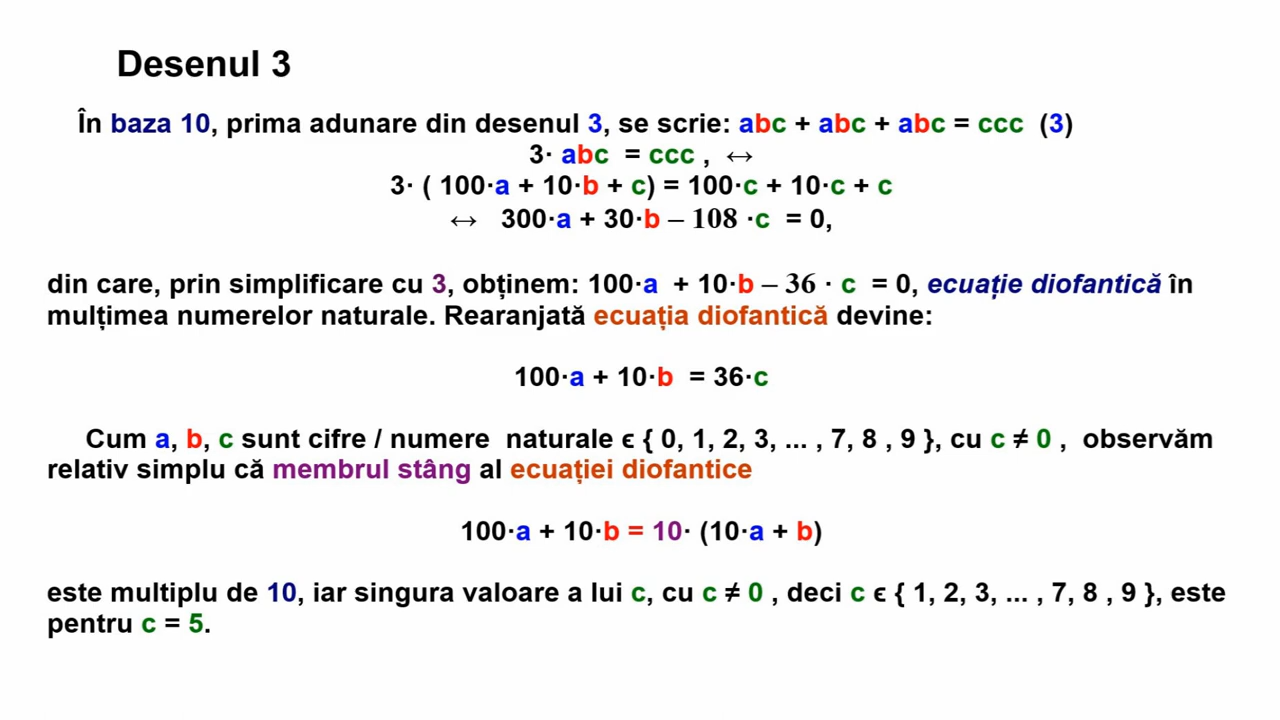 Desenul 3
În baza 10, prima adunare din desenul 3, se scrie: abc + abc + abc = ccc (3)
3· abc = ccc , ↔
3· ( 100·a + 10·b + c) = 100·c + 10·c + c
↔ 300·a + 30·b – 108 ·c = 0,
din care, prin simplificare cu 3, obținem: 100·a + 10·b – 36 · c = 0, ecuație diofantică în
mulțimea numerelor naturale. Rearanjată ecuația diofantică devine:
100·a + 10·b = 36·c
Cum a, b, c sunt cifre / numere naturale ϵ { 0, 1, 2, 3, ... , 7, 8 , 9 }, cu c ≠ 0 , observăm
relativ simplu că membrul stâng al ecuației diofantice
100·a + 10·b = 10· (10·a + b)
este multiplu de 10, iar singura valoare a lui c, cu c ≠ 0 , deci c ϵ { 1, 2, 3, ... , 7, 8 , 9 }, este
pentru c = 5.